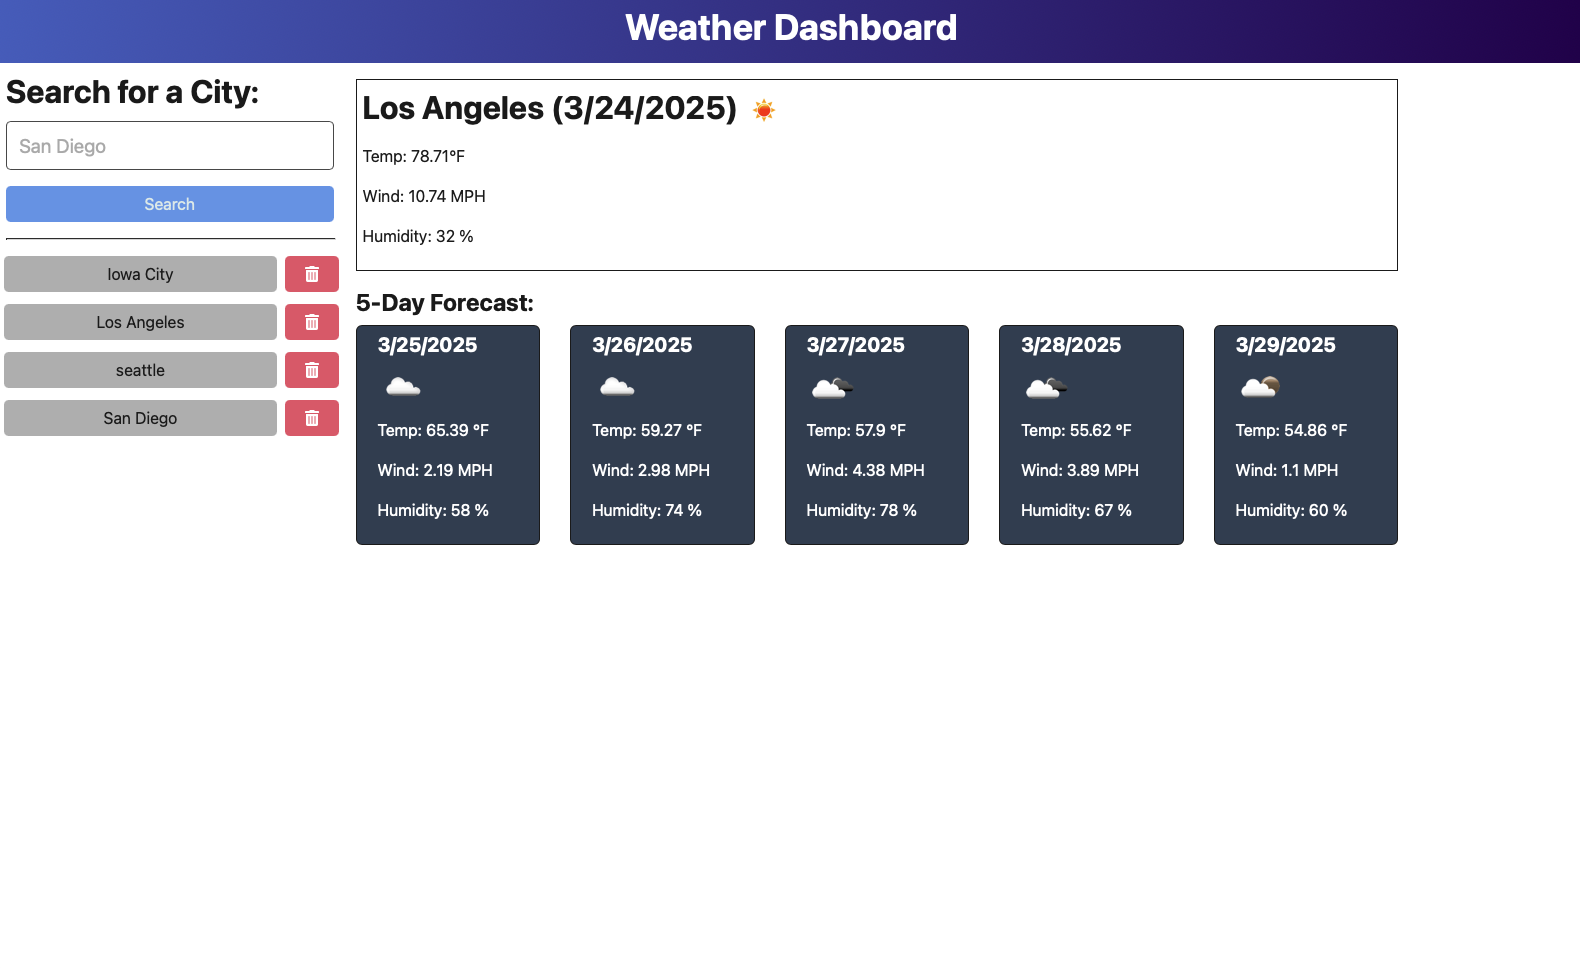 Weather Dashboard
Search for a City:
San Diego
Search
Iowa City
Los Angeles
seattle
San Diego
Los Angeles (3/24/2025)
Temp: 78.71°F
Wind: 10.74 MPH
Humidity: 32 %
5-Day Forecast:
3/25/2025
Temp: 65.39 °F
Wind: 2.19 MPH
Humidity: 58 %
3/26/2025
Temp: 59.27 °F
Wind: 2.98 MPH
Humidity: 74 %
3/27/2025
Temp: 57.9 °F
Wind: 4.38 MPH
Humidity: 78 %
3/28/2025
Temp: 55.62 °F
Wind: 3.89 MPH
Humidity: 67 %
3/29/2025
Temp: 54.86 °F
Wind: 1.1 MPH
Humidity: 60 %